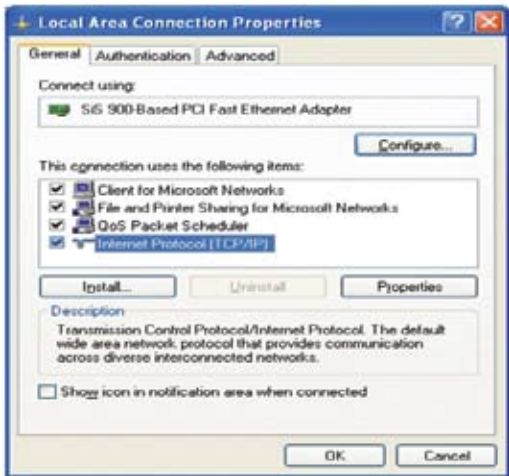 Local Area Connection Properties
General Authentication Advanced
Connect using:
SiS 900-Based PCI Fast Ethernet Adapter
Configure...
This connection uses the following items:
Client for Microsoft Networks
File and Printer Sharing for Microsoft Networks
QoS Packet Scheduler
Internet Protocol (TCP/IP)
Install... Uninstall Properties
Description
Transmission Control Protocol/Internet Protocol. The default
wide area network protocol that provides communication
across diverse interconnected networks.
Show icon in notification area when connected
OK Cancel